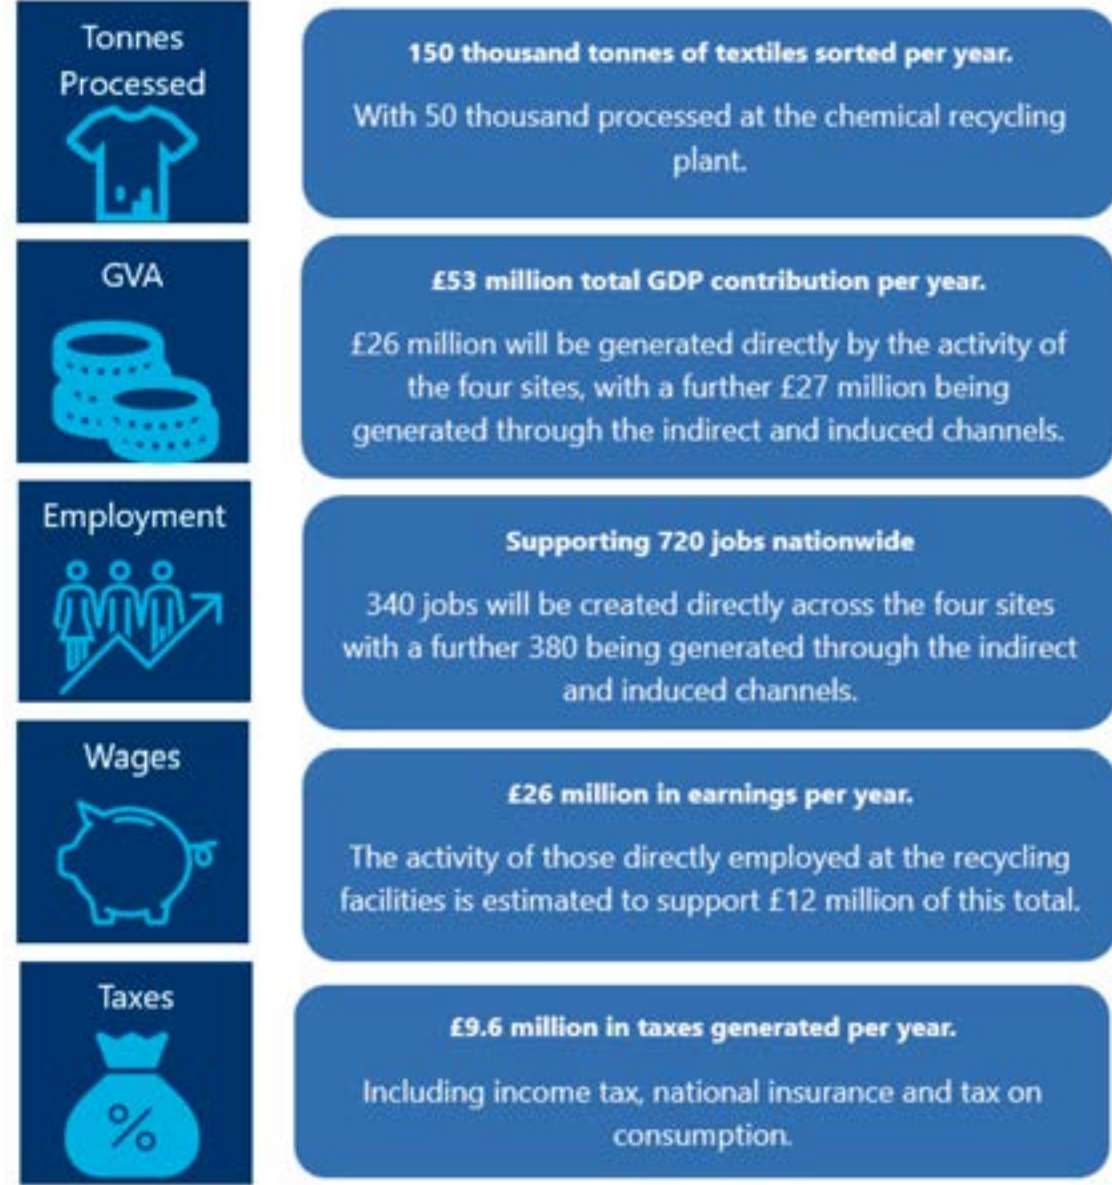 Tonnes
Processed
150 thousand tonnes of textiles sorted per year.
With 50 thousand processed at the chemical recycling
plant.
GVA
£53 million total GDP contribution per year.
£26 million will be generated directly by the activity of
the four sites, with a further £27 million being
generated through the indirect and induced channels.
Employment
Supporting 720 jobs nationwide
340 jobs will be created directly across the four sites
with a further 380 being generated through the indirect
and induced channels.
Wages
£26 million in earnings per year.
The activity of those directly employed at the recycling
facilities is estimated to support £12 million of this total.
Taxes
%
£9.6 million in taxes generated per year.
Including income tax, national insurance and tax on
consumption.